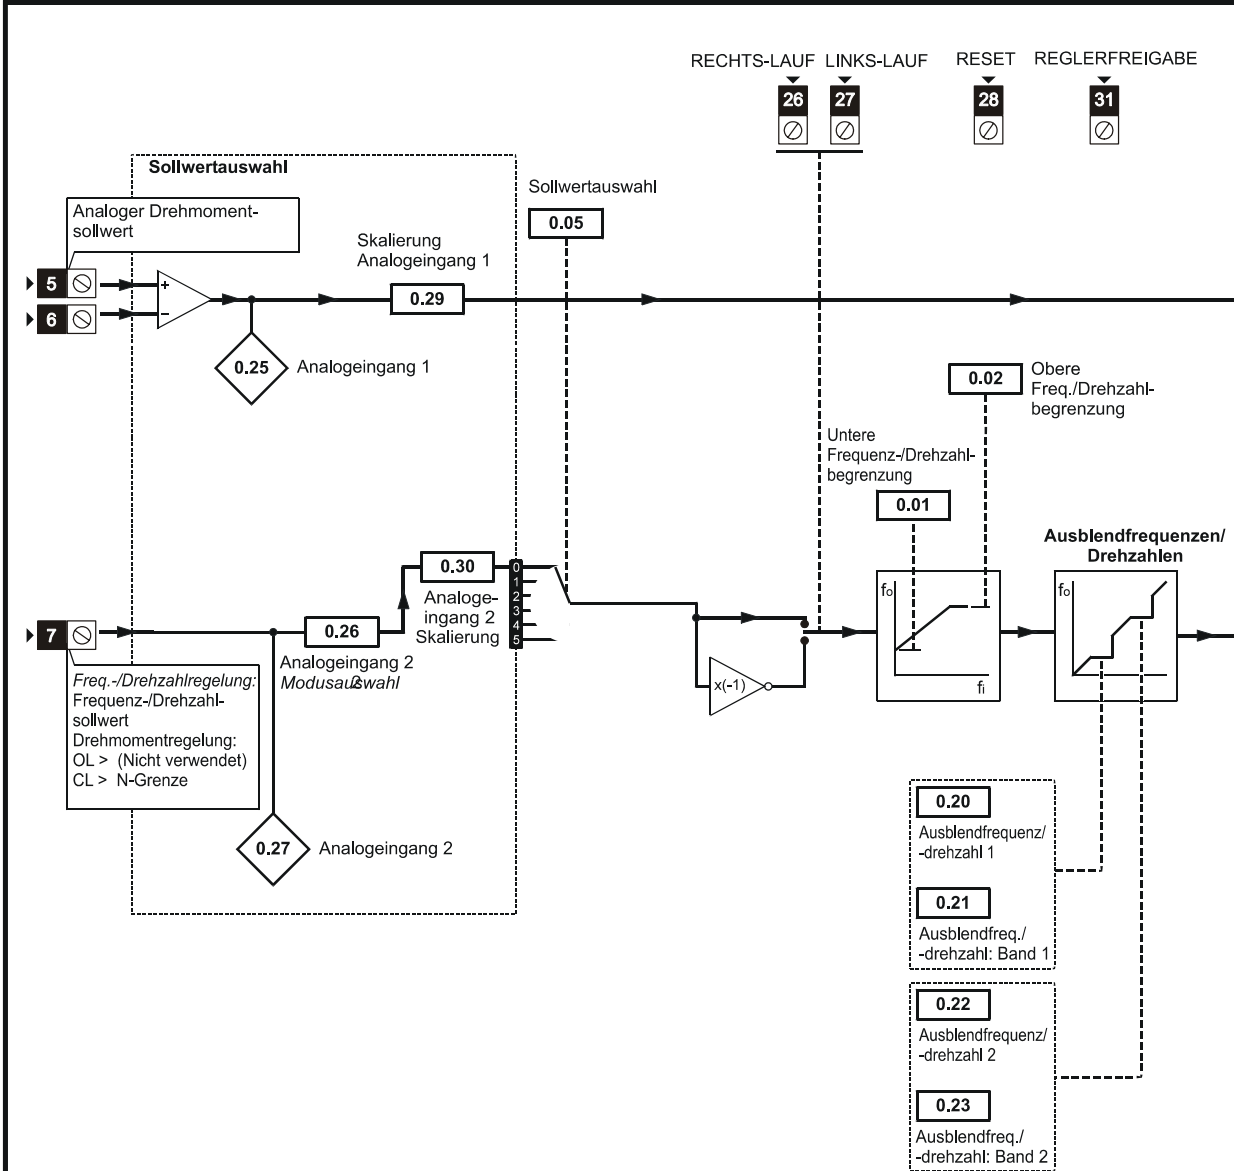 RECHTS-LAUF LINKS-LAUF RESET REGLERFREIGABE
26 27 28 31
Sollwertauswahl
Analoger Drehmoment-
sollwert
5
6
+
−
Skalierung
Analogeingang 1
0.29
0.25
Analogeingang 1
Sollwertauswahl
0.05
0.02
Obere
Freq./Drehzahl-
begrenzung
Untere
Frequenz-/Drehzahl-
begrenzung
0.01
Ausblendfrequenzen/
Drehzahlen
0.30
Analoge-
ingang 2
Skalierung
0
1
2
3
4
5
7
0.26
Analogeingang 2
Modusauswahl
Freq.-/Drehzahlregelung:
Frequenz-/Drehzahl-
sollwert
Drehmomentregelung:
OL > (Nicht verwendet)
CL > N-Grenze
0.27
Analogeingang 2
x(-1)
fo
fi
fo
0.20
Ausblendfrequenz/
-drehzahl 1
0.21
Ausblendfreq./
-drehzahl: Band 1
0.22
Ausblendfrequenz/
-drehzahl 2
0.23
Ausblendfreq./
-drehzahl: Band 2